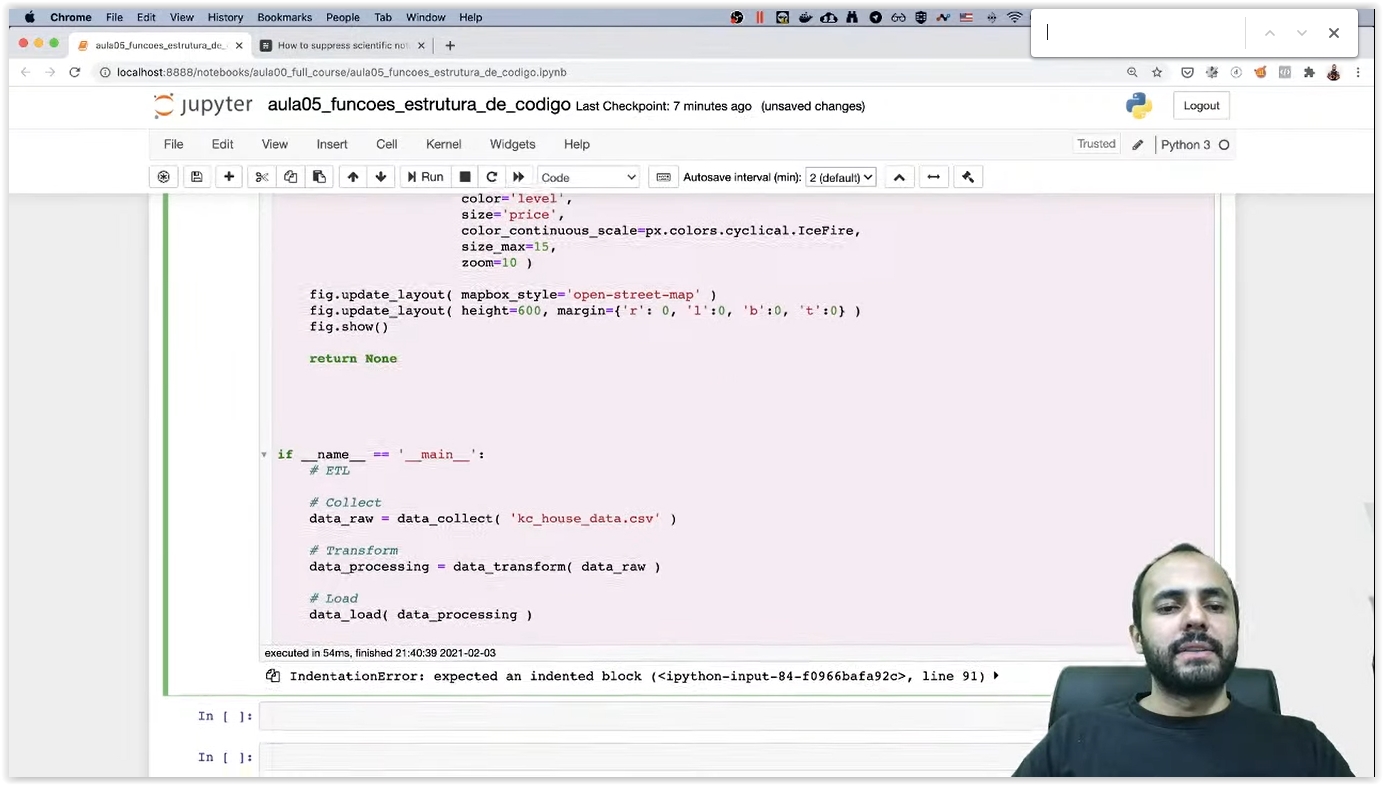 Chrome File Edit View History Bookmarks People Tab Window Help
aula05_funcoes_estrutura_de_
How to suppress scientific not
localhost:8888/notebooks/aula00_full_course/aula05_funcoes_estrutura_de_codigo.ipynb
jupyter aula05_funcoes_estrutura_de_codigo Last Checkpoint: 7 minutes ago (unsaved changes)
Logout
File Edit View Insert Cell Kernel Widgets Help
Trusted
Python 3
Run
Code
Autosave interval (min): 2 (default)
color='level',
size='price',
color_continuous_scale=px.colors.cyclical.IceFire,
size_max=15,
zoom=10 )
fig.update_layout( mapbox_style='open-street-map' )
fig.update_layout( height=600, margin={'r': 0, 'l':0, 'b':0, 't':0} )
fig.show()
return None
if __name__ == '__main__':
# ETL
# Collect
data_raw = data_collect( 'kc_house_data.csv' )
# Transform
data_processing = data_transform( data_raw )
# Load
data_load( data_processing )
executed in 54ms, finished 21:40:39 2021-02-03
IndentationError: expected an indented block (<ipython-input-84-f0966bafa92c>, line 91)
In [ ]:
In [ ]: